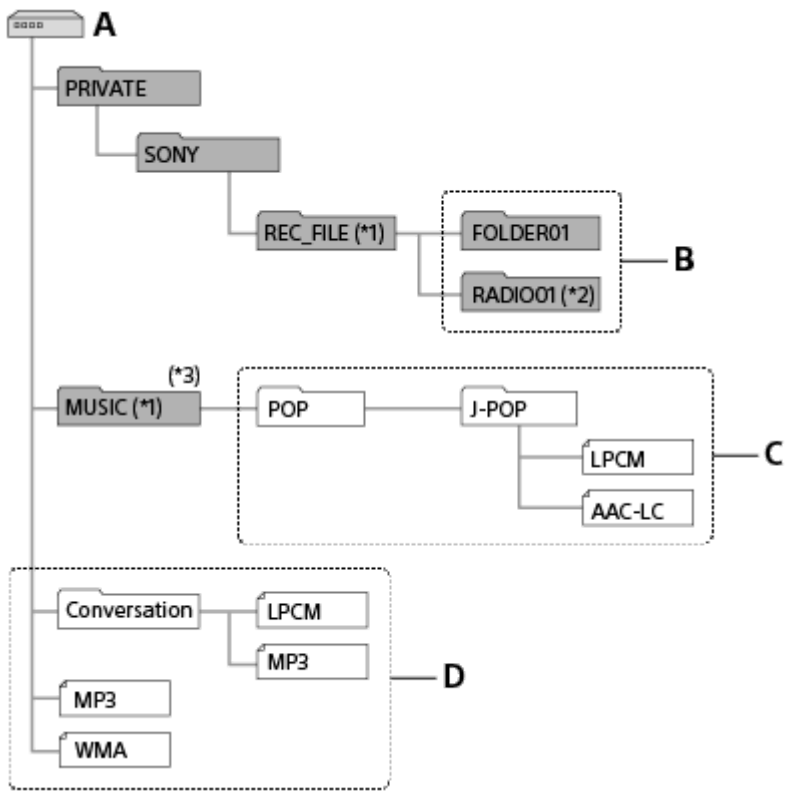 A
PRIVATE
SONY
REC_FILE (*1)
FOLDER01
B
RADIO01 (*2)
(*3)
MUSIC (*1)
POP
J-POP
LPCM
C
AAC-LC
Conversation
LPCM
MP3
D
MP3
WMA